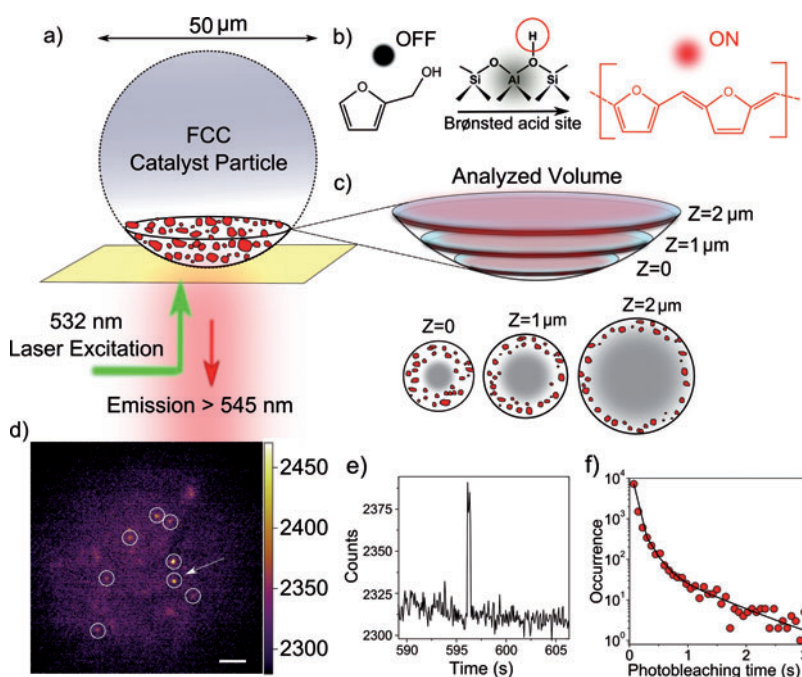 a)
50 µm
FCC
Catalyst Particle
532 nm
Laser Excitation
Emission > 545 nm
b)
OFF
OH
O
H
O
O
Si
Al
Si
Brønsted acid site
ON
O
O
c)
Analyzed Volume
Z=2 µm
Z=1 µm
Z=0
Z=0
Z=1 µm
Z=2 µm
d)
2450
2400
2350
2300
e)
Counts
2375
2350
2325
2300
590
595
600
605
Time (s)
f)
Occurrence
10⁴
10³
10²
10¹
10⁰
0
1
2
3
Photobleaching time (s)